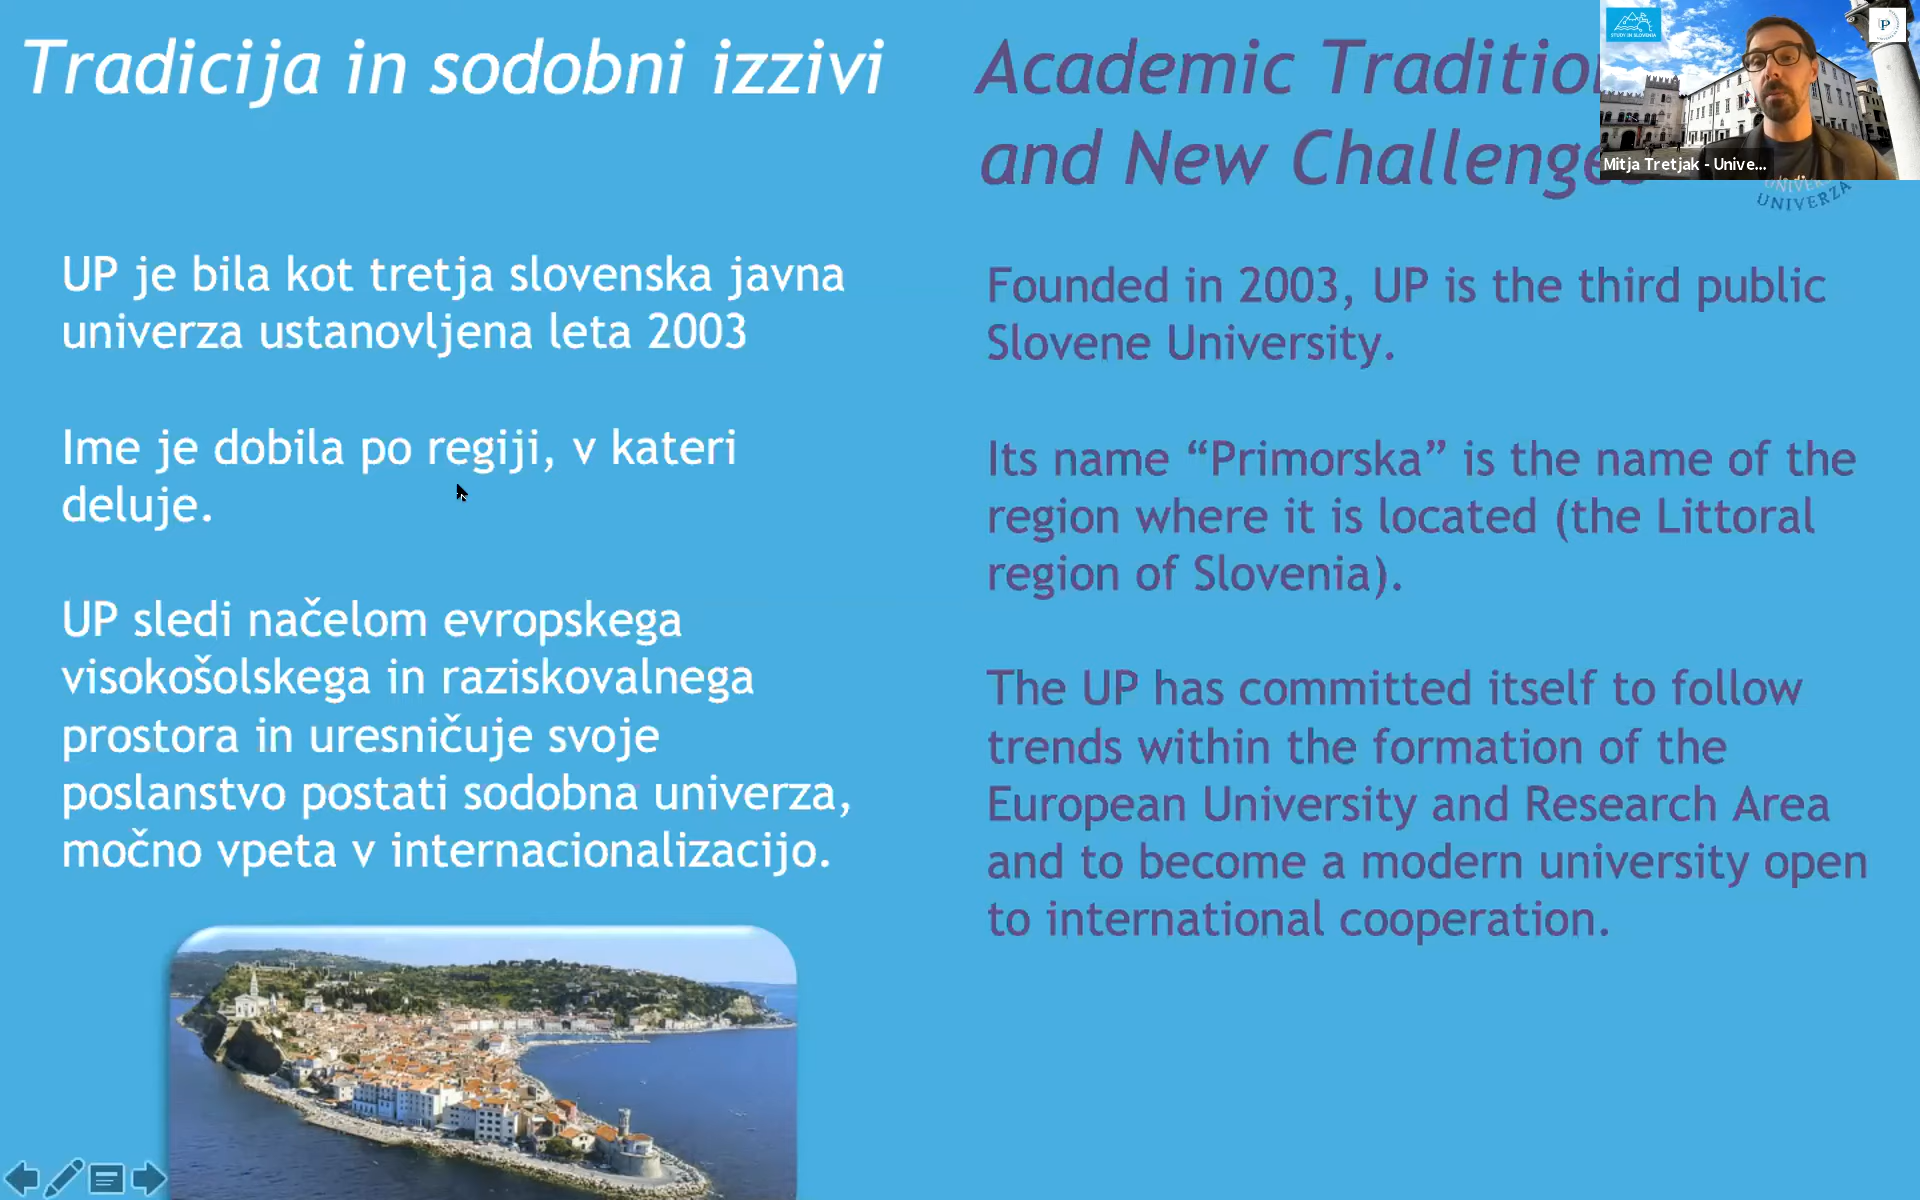 Tradicija in sodobni izzivi
UP je bila kot tretja slovenska javna
univerza ustanovljena leta 2003
Ime je dobila po regiji, v kateri
deluje.
UP sledi načelom evropskega
visokošolskega in raziskovalnega
prostora in uresničuje svoje
poslanstvo postati sodobna univerza,
močno vpeta v internacionalizacijo.
Academic Tradition
and New Challenges
Founded in 2003, UP is the third public
Slovene University.
Its name “Primorska” is the name of the
region where it is located (the Littoral
region of Slovenia).
The UP has committed itself to follow
trends within the formation of the
European University and Research Area
and to become a modern university open
to international cooperation.
STUDY IN SLOVENIA
P
Mitja Tretjak - Unive...
UNIVERZA